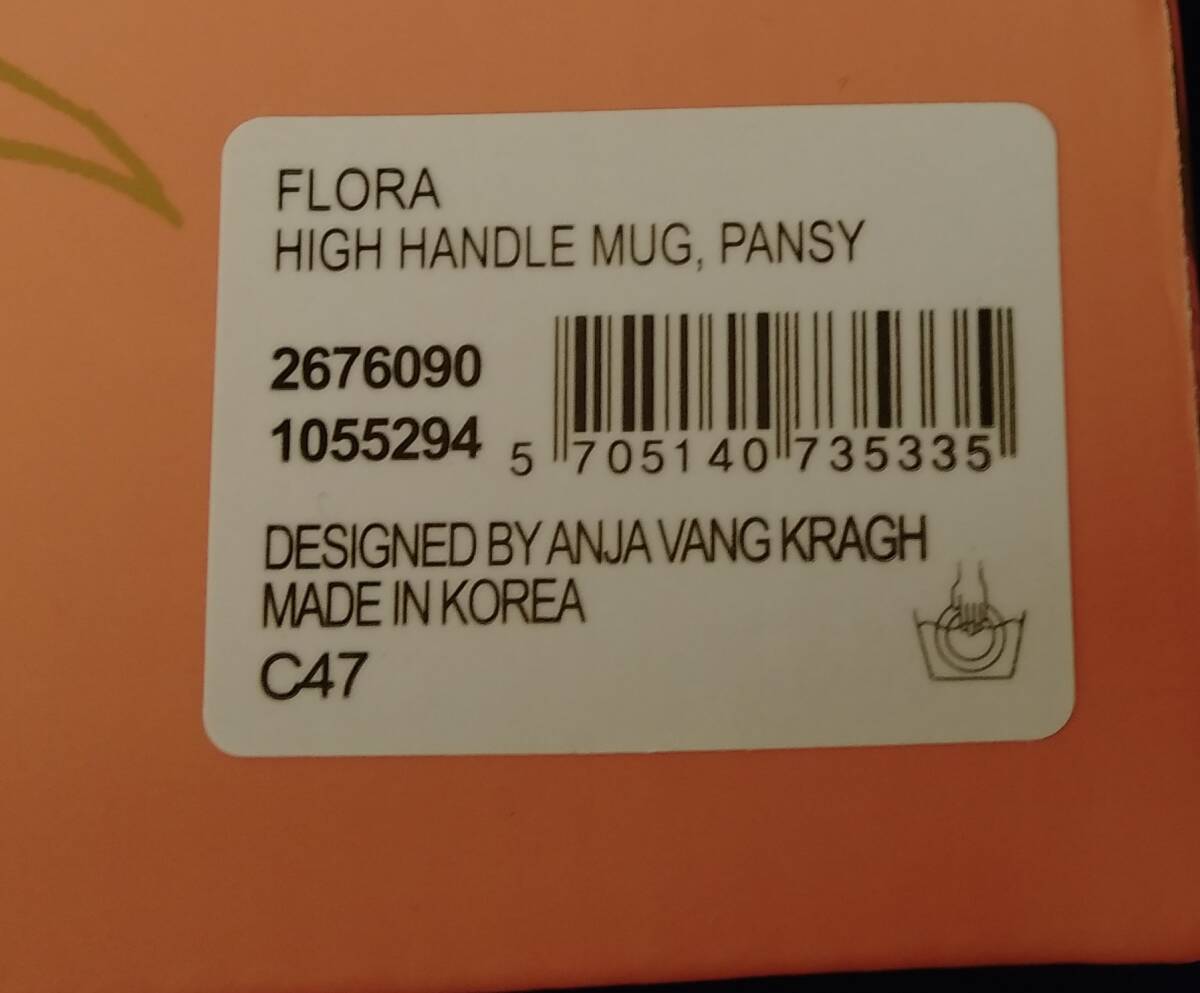 FLORA
HIGH HANDLE MUG, PANSY
2676090
1055294
5 705140 735335
DESIGNED BY ANJA VANG KRAGH
MADE IN KOREA
C47